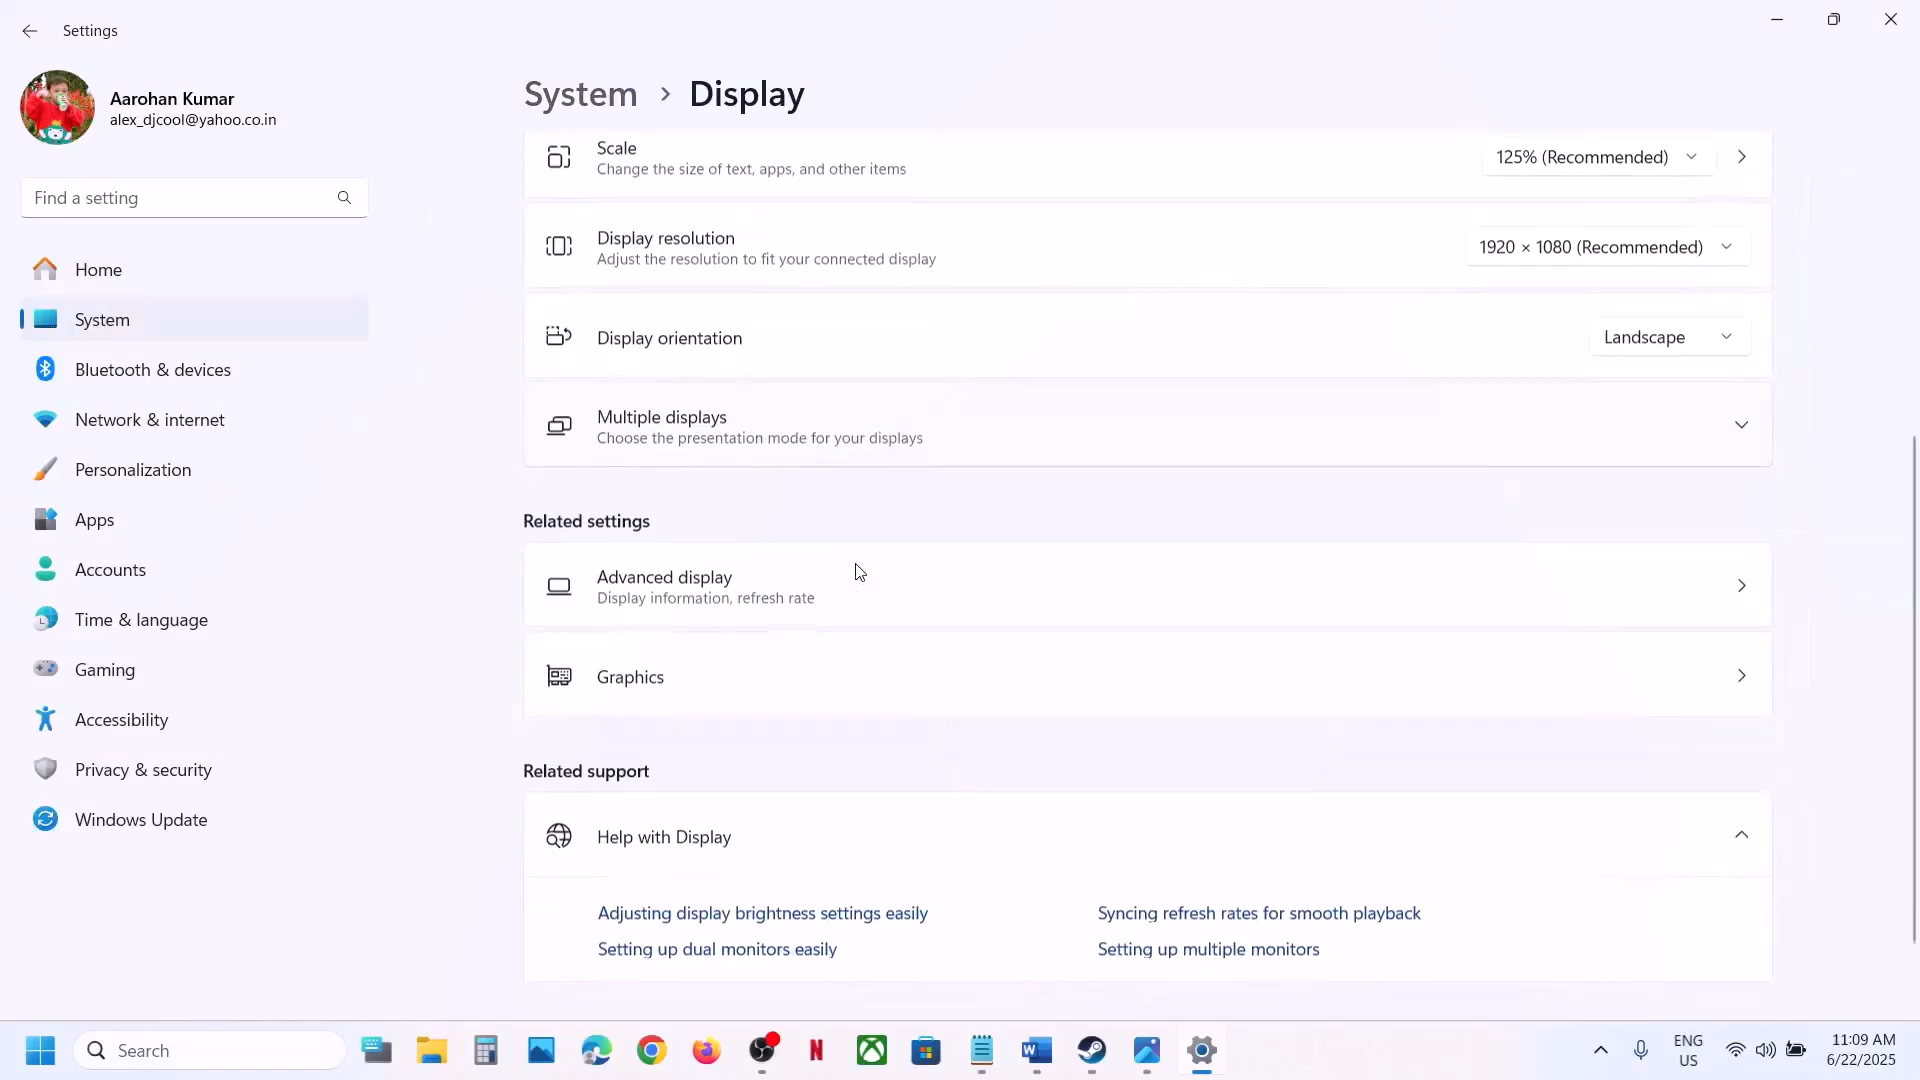 Settings
Aarohan Kumar
alex_djcool@yahoo.co.in
Find a setting
Home
System
Bluetooth & devices
Network & internet
Personalization
Apps
Accounts
Time & language
Gaming
Accessibility
Privacy & security
Windows Update
System > Display
Scale
Change the size of text, apps, and other items
125% (Recommended)
Display resolution
Adjust the resolution to fit your connected display
1920 × 1080 (Recommended)
Display orientation
Landscape
Multiple displays
Choose the presentation mode for your displays
Related settings
Advanced display
Display information, refresh rate
Graphics
Related support
Help with Display
Adjusting display brightness settings easily
Syncing refresh rates for smooth playback
Setting up dual monitors easily
Setting up multiple monitors
Search
ENG
US
11:09 AM
6/22/2025